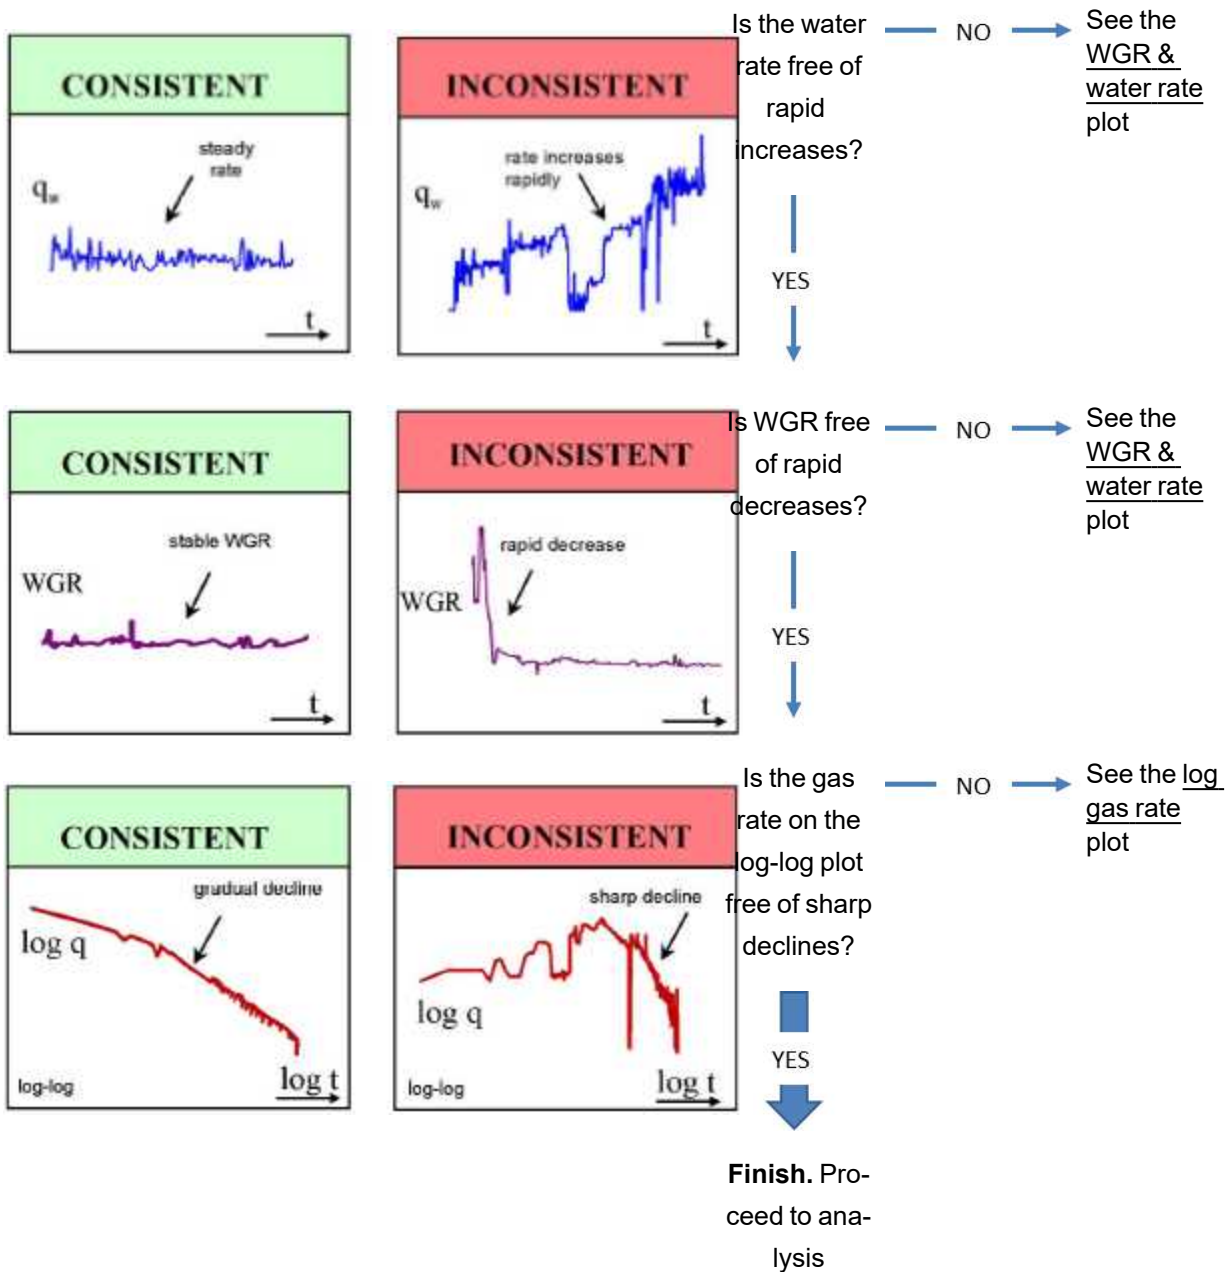 CONSISTENT
steady
rate
qw
t
INCONSISTENT
rate increases
rapidly
qw
t
Is the water
rate free of
rapid
increases?
NO
See the
WGR &
water rate
plot
YES
CONSISTENT
stable WGR
WGR
t
INCONSISTENT
rapid decrease
WGR
t
Is WGR free
of rapid
decreases?
NO
See the
WGR &
water rate
plot
YES
CONSISTENT
gradual decline
log q
log t
log-log
INCONSISTENT
sharp decline
log q
log t
log-log
Is the gas
rate on the
log-log plot
free of sharp
declines?
NO
See the log
gas rate
plot
YES
Finish. Pro-
ceed to ana-
lysis